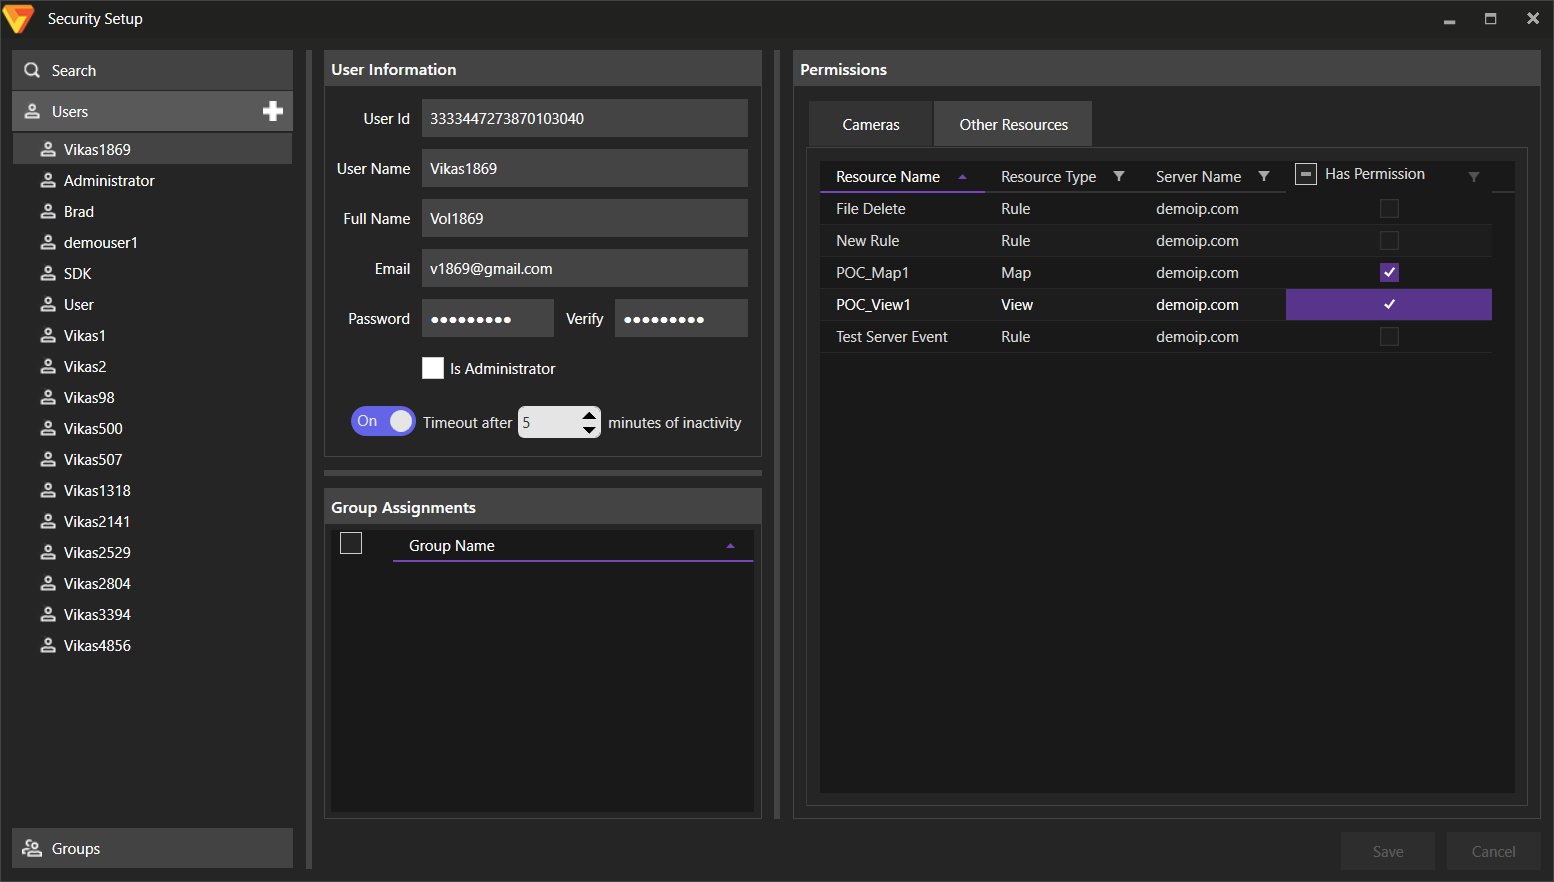 Security Setup
Search
Users
Vikas1869
Administrator
Brad
demouser1
SDK
User
Vikas1
Vikas2
Vikas98
Vikas500
Vikas507
Vikas1318
Vikas2141
Vikas2529
Vikas2804
Vikas3394
Vikas4856
Groups
User Information
User Id 3333447273870103040
User Name Vikas1869
Full Name Vol1869
Email v1869@gmail.com
Password ●●●●●●●●● Verify ●●●●●●●●●
Is Administrator
On Timeout after 5 minutes of inactivity
Group Assignments
Group Name
Permissions
Cameras Other Resources
Resource Name Resource Type Server Name Has Permission
File Delete Rule demoip.com
New Rule Rule demoip.com
POC_Map1 Map demoip.com
POC_View1 View demoip.com
Test Server Event Rule demoip.com
Save Cancel